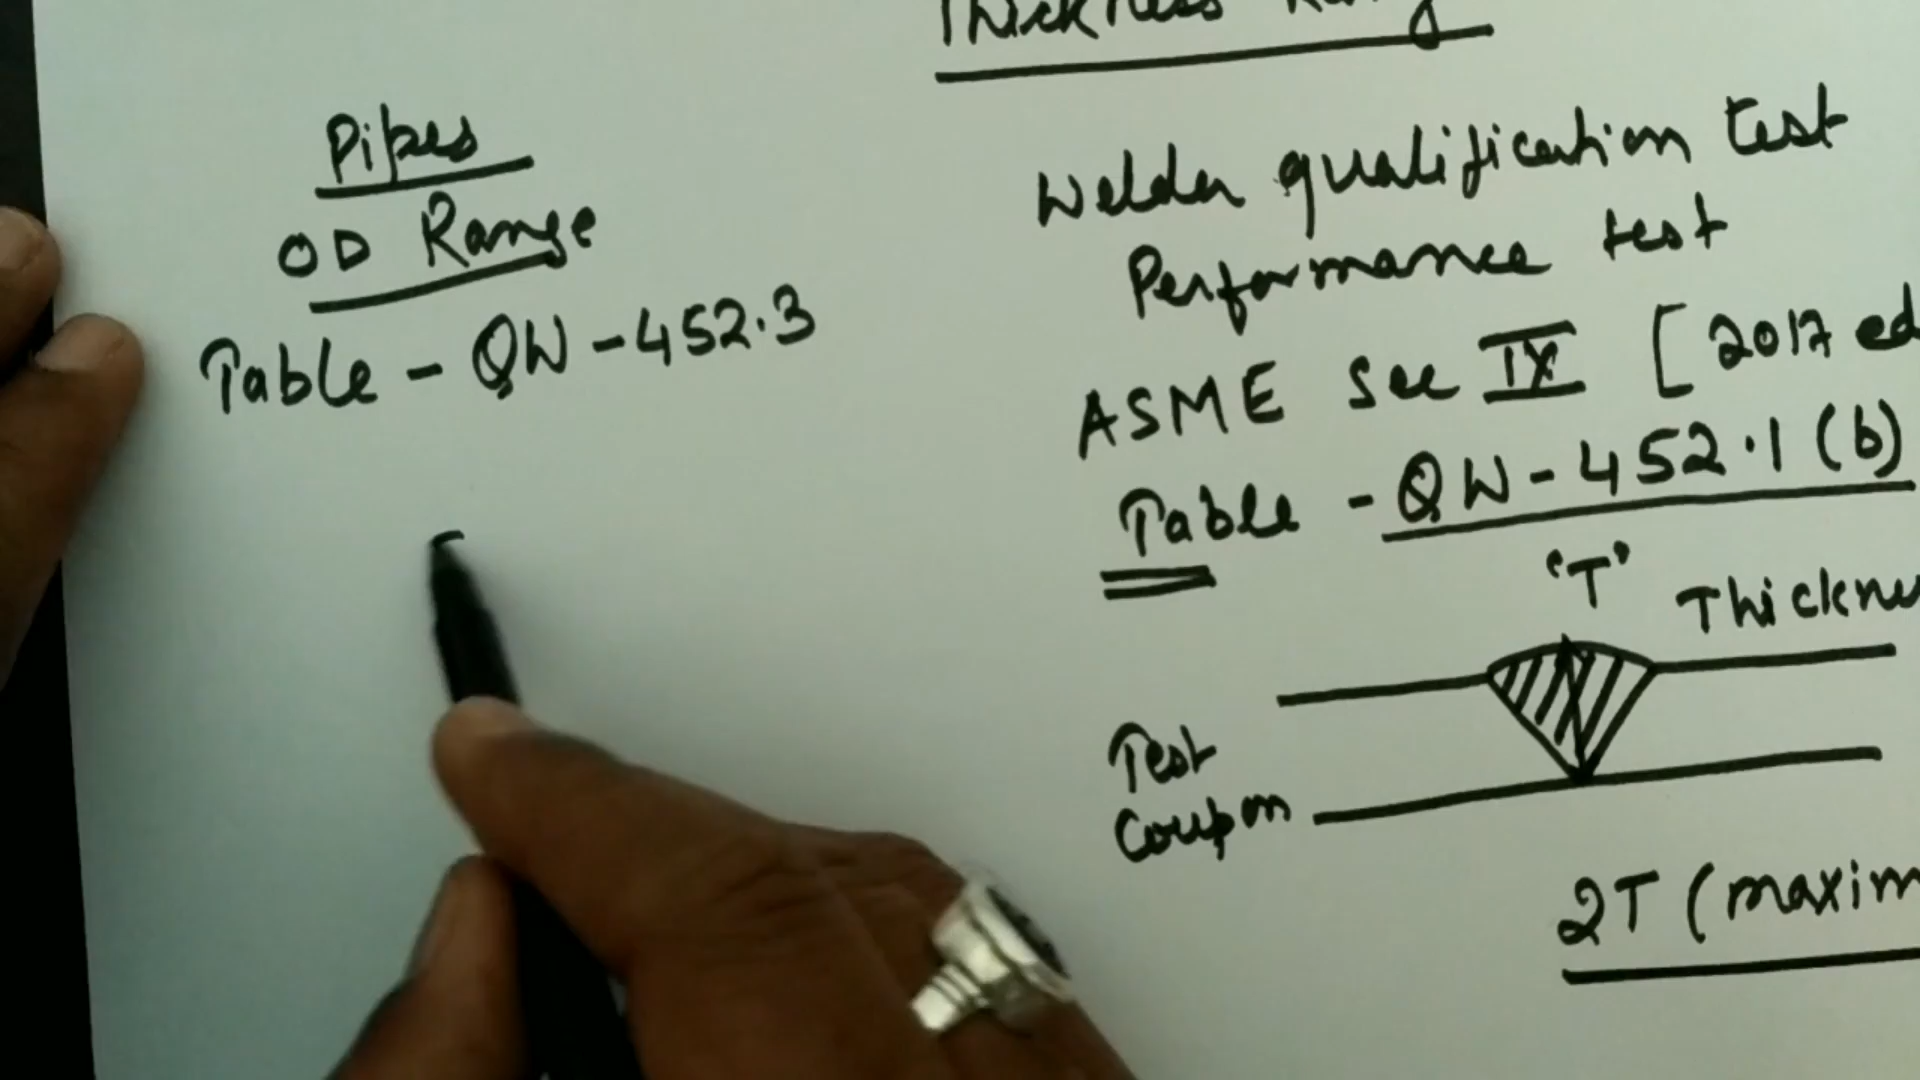 Thickness
Pipes
OD Range
Table - QW - 452.3
Welder qualification test
Performance test
ASME Sec IX [ 2017 ed
Table - QW - 452.1 (b)
'T' Thickne
Test
Coupon
2T (maxim